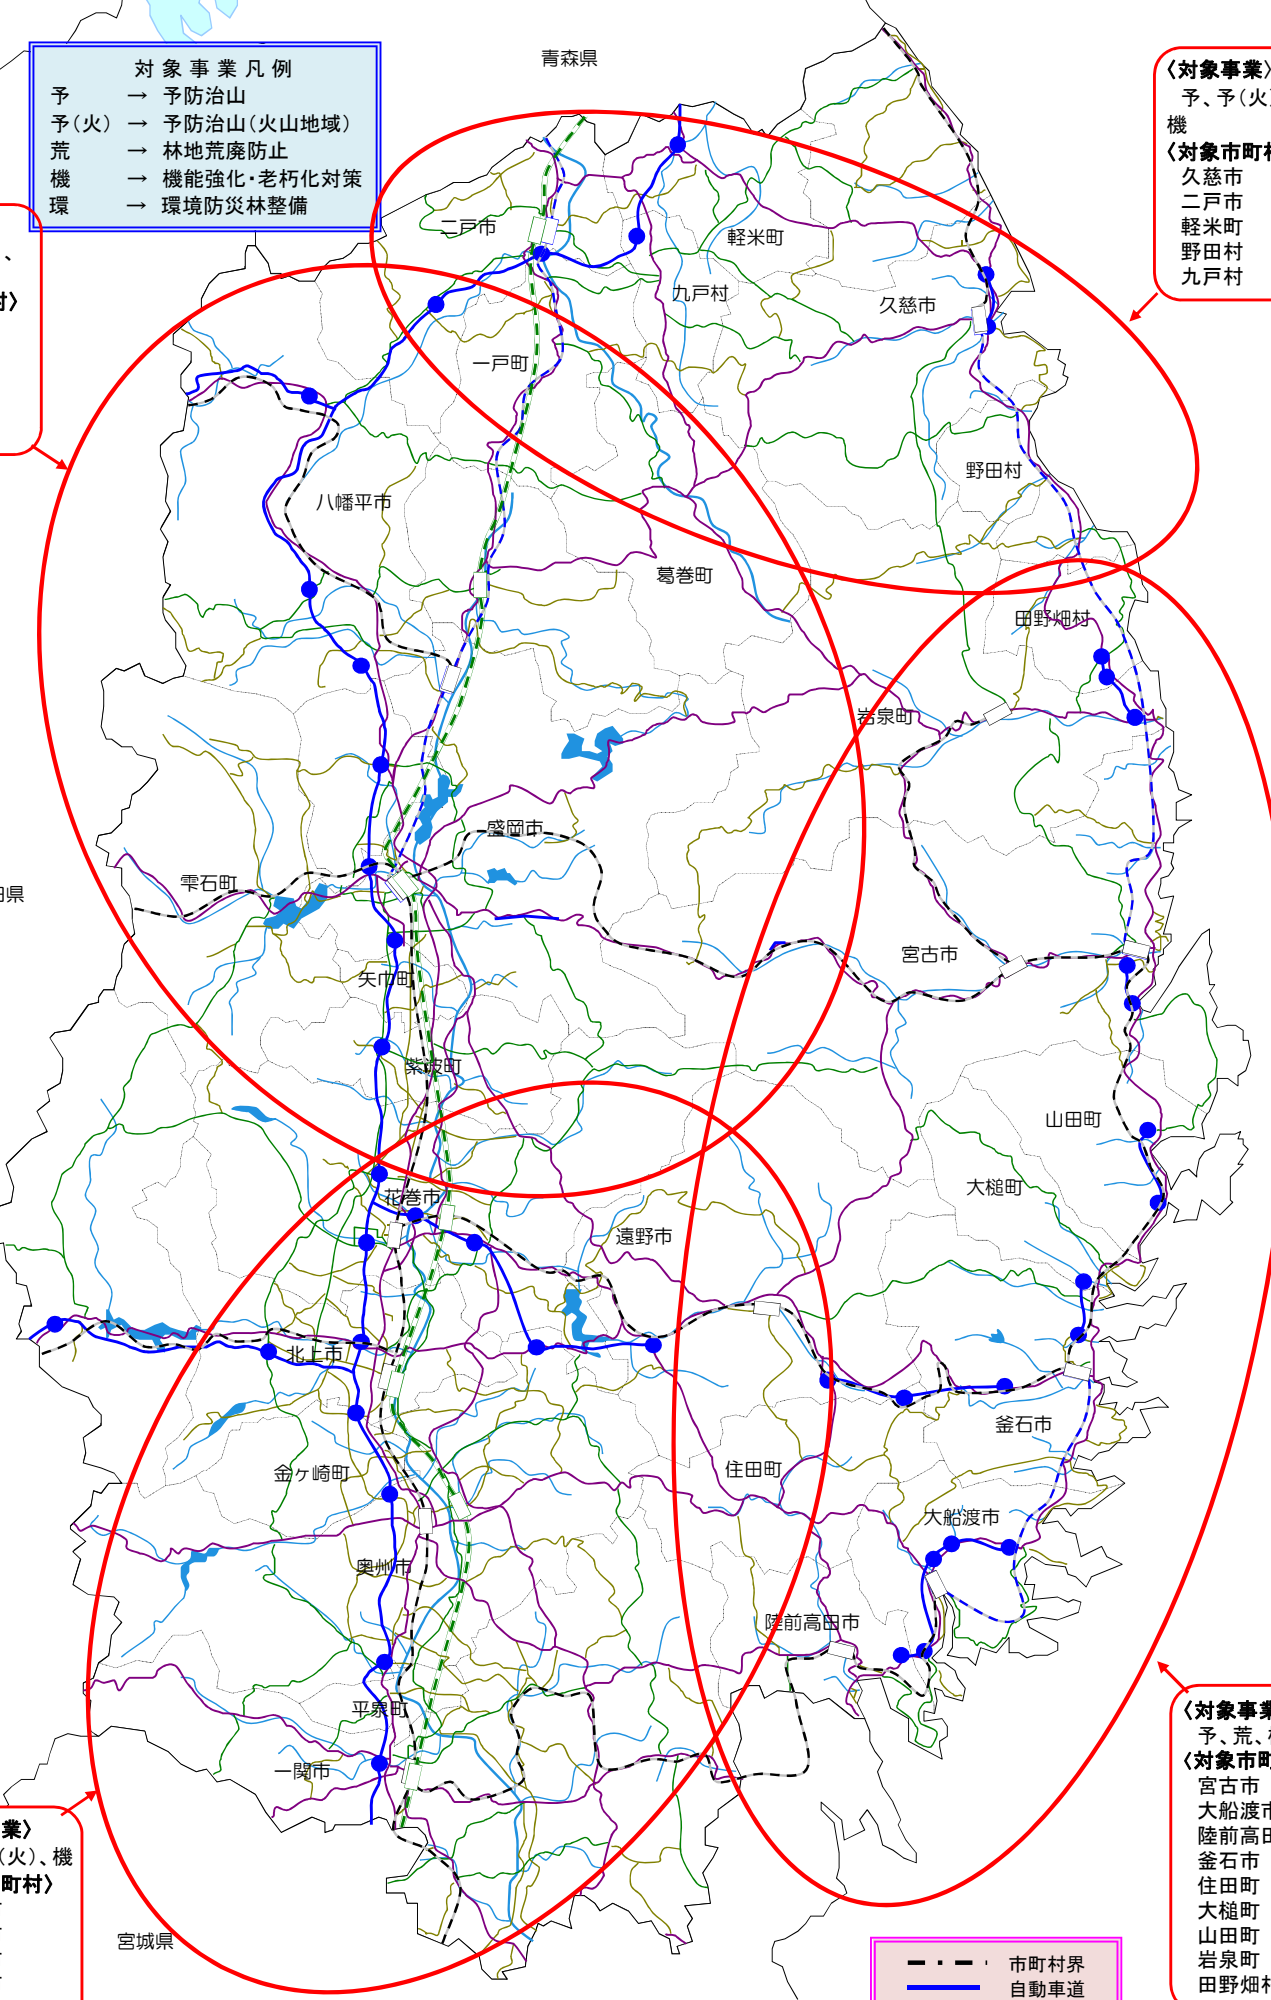 対象事業凡例
予 → 予防治山
予(火) → 予防治山(火山地域)
荒 → 林地荒廃防止
機 → 機能強化・老朽化対策
環 → 環境防災林整備
青森県
〈対象事業〉
予、予(火)
機
〈対象市町村
久慈市
二戸市
軽米町
野田村
九戸村
、
村〉
二戸市
軽米町
九戸村
久慈市
一戸町
野田村
八幡平市
葛巻町
田野畑村
岩泉町
盛岡市
雫石町
田県
宮古市
矢巾町
紫波町
山田町
大槌町
花巻市
遠野市
北上市
釜石市
金ヶ崎町
住田町
大船渡市
奥州市
陸前高田市
平泉町
一関市
〈対象事業
予、荒、機
〈対象市町
宮古市
大船渡市
陸前高田
釜石市
住田町
大槌町
山田町
岩泉町
田野畑村
業〉
(火)、機
町村〉
宮城県
市町村界
自動車道